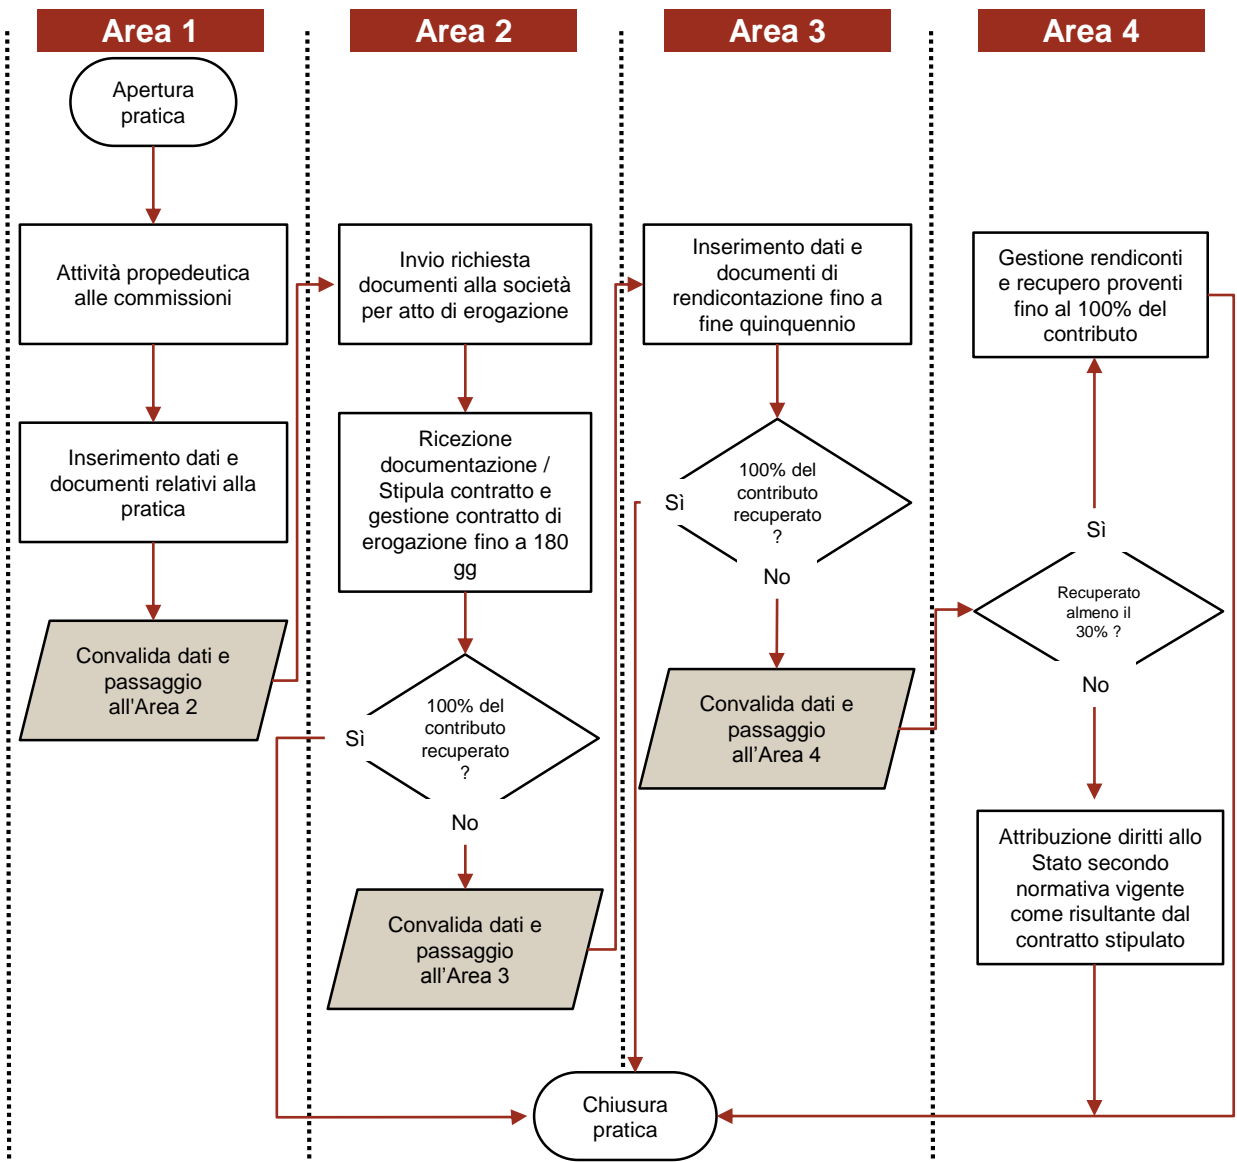 Area 1
Apertura
pratica
Attività propedeutica
alle commissioni
Inserimento dati e
documenti relativi alla
pratica
Convalida dati e
passaggio
all'Area 2
Area 2
Invio richiesta
documenti alla società
per atto di erogazione
Ricezione
documentazione /
Stipula contratto e
gestione contratto di
erogazione fino a 180
gg
100% del
contributo
recuperato
?
Sì
No
Convalida dati e
passaggio
all'Area 3
Area 3
Inserimento dati e
documenti di
rendicontazione fino a
fine quinquennio
100% del
contributo
recuperato
?
Sì
No
Convalida dati e
passaggio
all'Area 4
Area 4
Gestione rendiconti
e recupero proventi
fino al 100% del
contributo
Sì
Recuperato
almeno il
30% ?
No
Attribuzione diritti allo
Stato secondo
normativa vigente
come risultante dal
contratto stipulato
Chiusura
pratica